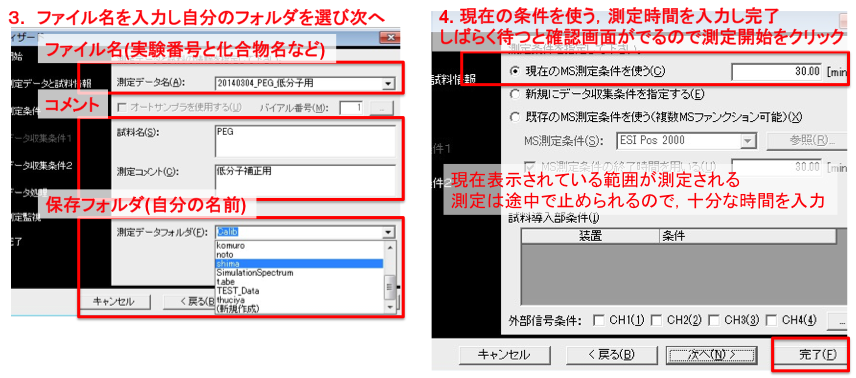 3. ファイル名を入力し自分のフォルダを選び次へ
イザード
ファイル名(実験番号と化合物名など)
開始
測定データと試料情報
測定データ名(A):
20140304_PEG_低分子用
コメント
オートサンプラを使用する(U)
バイアル番号(M):
1
...
測定条件
データ収集条件1
データ収集条件2
データ処理
測定監視
完了
試料名(S):
PEG
測定コメント(C):
低分子補正用
保存フォルダ(自分の名前)
測定データフォルダ(F):
Calib
komuro
noto
shima
SimulationSpectrum
t.abe
TEST_Data
thuciya
(新規作成)
キャンセル
< 戻る(B)
4. 現在の条件を使う, 測定時間を入力し完了
しばらく待つと確認画面がでるので測定開始をクリック
測定条件を指定して下さい。
試料情報
現在のMS測定条件を使う(C)
30.00
[min
新規にデータ収集条件を指定する(E)
既存のMS測定条件を使う(複数MSファンクション可能)(X)
件1
MS測定条件(S):
ESI Pos 2000
参照(R)...
MS測定条件の終了時間を用いる(U)
30.00
[min
件2
現在表示されている範囲が測定される
測定は途中で止められるので, 十分な時間を入力
試料導入部条件(I)
装置
条件
外部信号条件:
CH1(1)
CH2(2)
CH3(3)
CH4(4)
...
キャンセル
< 戻る(B)
次へ(N) >
完了(F)